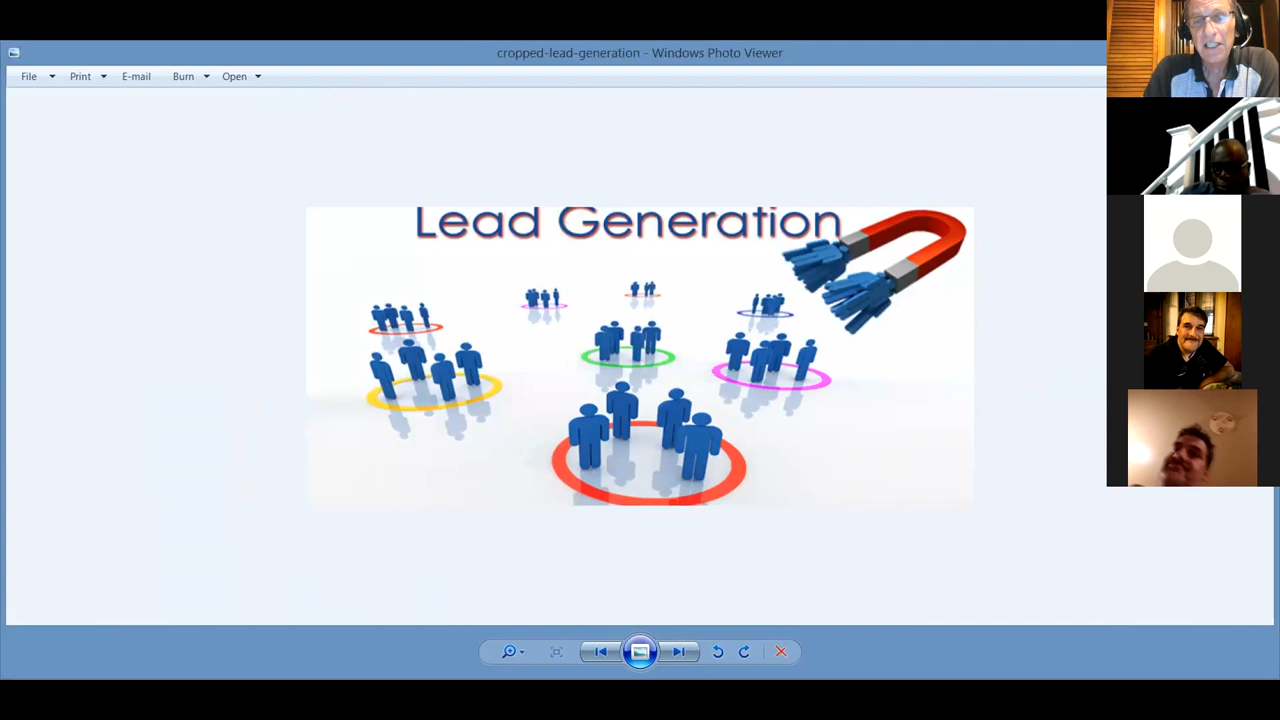 cropped-lead-generation - Windows Photo Viewer
File Print E-mail Burn Open
Lead Generation